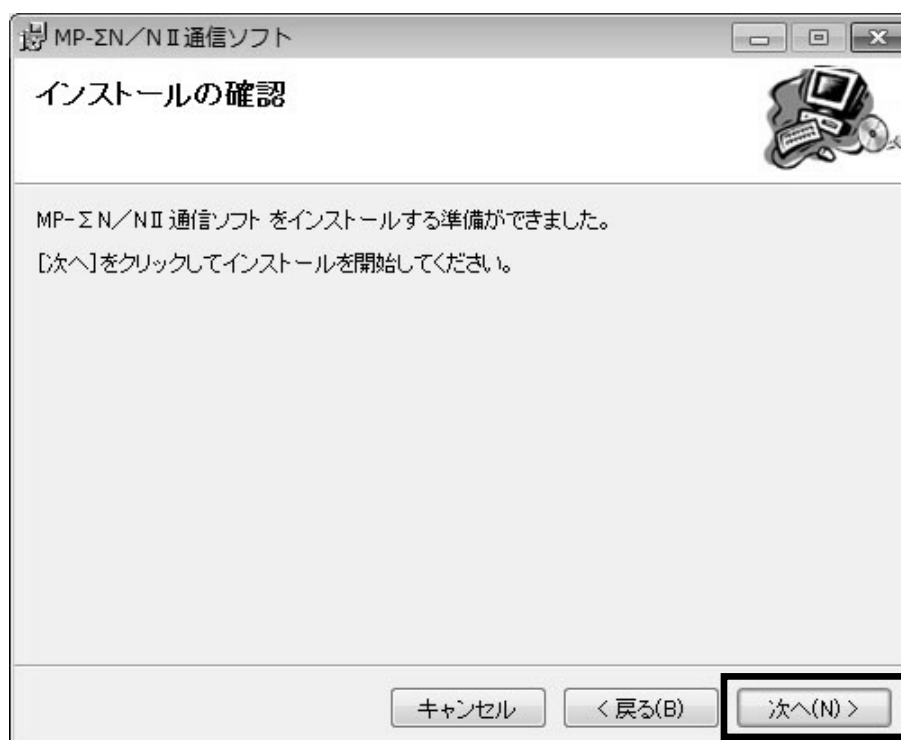 MP-ΣN／NⅡ通信ソフト
インストールの確認
MP-ΣN／NⅡ通信ソフト をインストールする準備ができました。
[次へ]をクリックしてインストールを開始してください。
キャンセル
< 戻る(B)
次へ(N) >